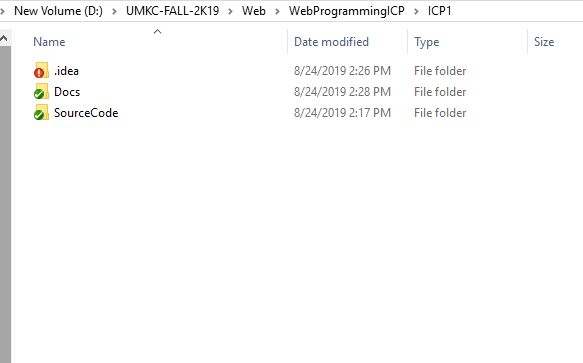 New Volume (D:) > UMKC-FALL-2K19 > Web > WebProgrammingICP > ICP1
Name Date modified Type Size
.idea 8/24/2019 2:26 PM File folder
Docs 8/24/2019 2:28 PM File folder
SourceCode 8/24/2019 2:17 PM File folder